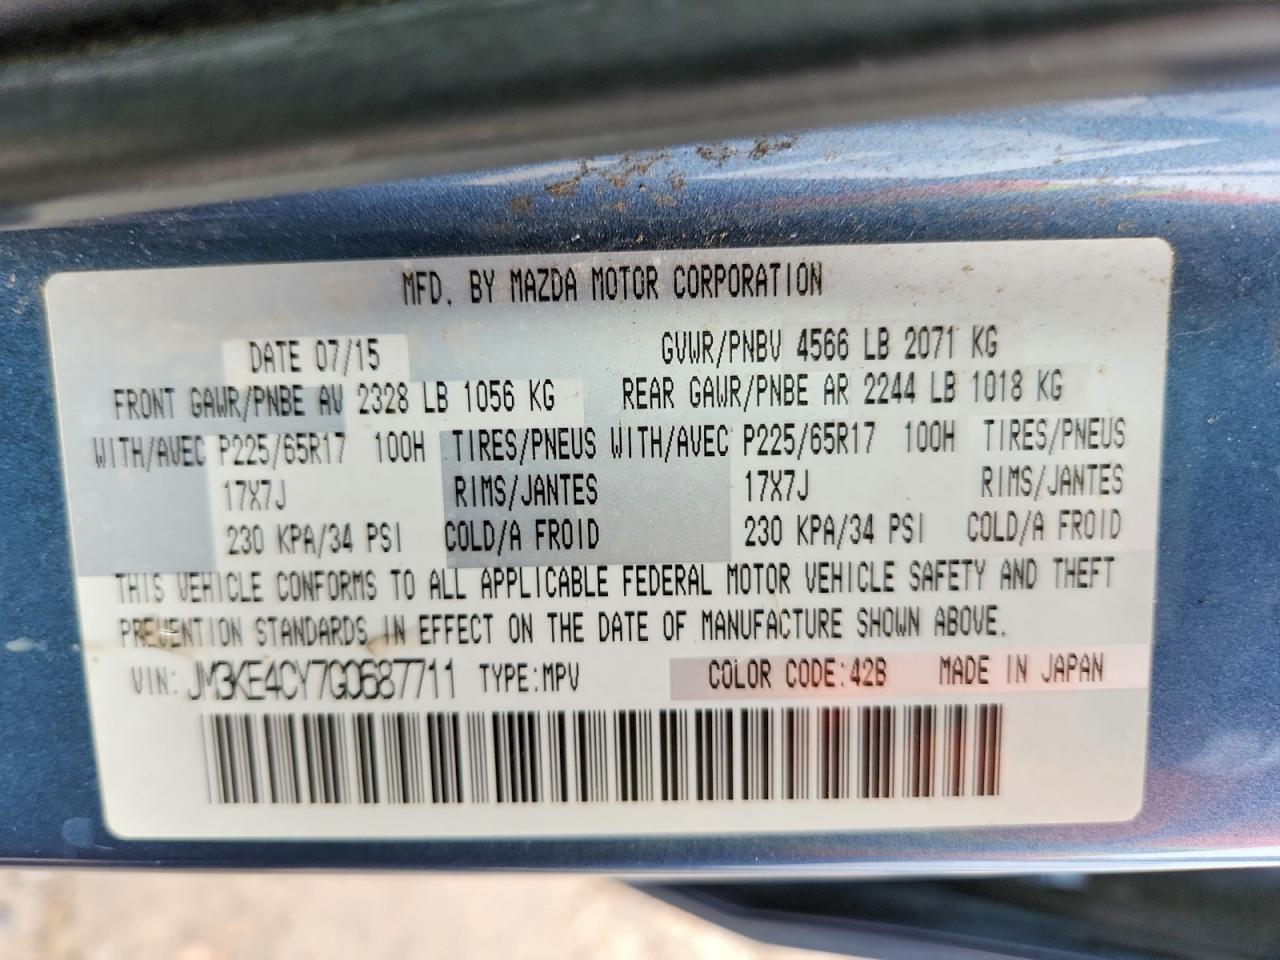 MFD. BY MAZDA MOTOR CORPORATION
DATE 07/15 GVWR/PNBV 4566 LB 2071 KG
FRONT GAWR/PNBE AV 2328 LB 1056 KG REAR GAWR/PNBE AR 2244 LB 1018 KG
WITH/AVEC P225/65R17 100H TIRES/PNEUS WITH/AVEC P225/65R17 100H TIRES/PNEUS
17X7J RIMS/JANTES 17X7J RIMS/JANTES
230 KPA/34 PSI COLD/A FROID 230 KPA/34 PSI COLD/A FROID
THIS VEHICLE CONFORMS TO ALL APPLICABLE FEDERAL MOTOR VEHICLE SAFETY AND THEFT
PREVENTION STANDARDS IN EFFECT ON THE DATE OF MANUFACTURE SHOWN ABOVE.
VIN: JM3KE4CY7G0687711 TYPE:MPV COLOR CODE:42B MADE IN JAPAN